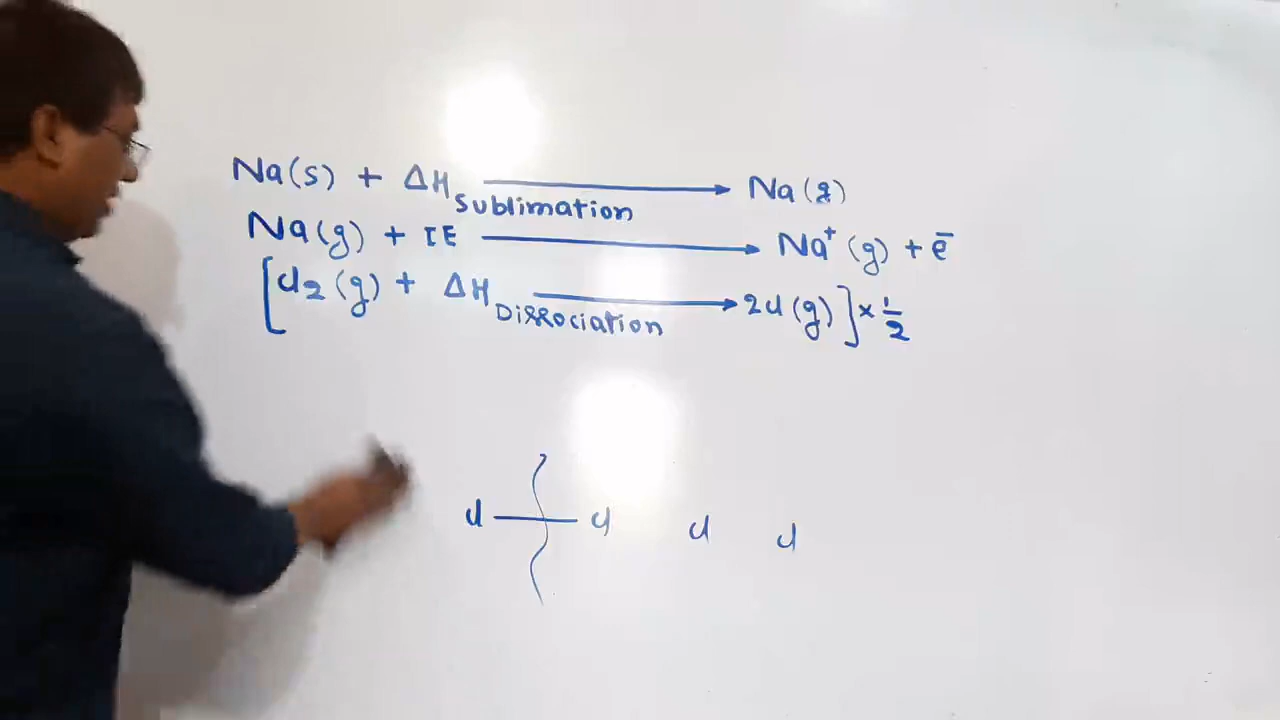 Na(s) + ΔH Sublimation → Na(g)
Na(g) + IE → Na⁺(g) + e⁻
[Cl₂(g) + ΔH Dissociation → 2Cl(g)] × 1/2
Cl — Cl Cl Cl